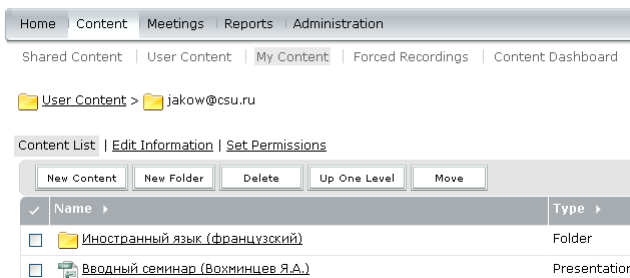 Home Content Meetings Reports Administration
Shared Content User Content My Content Forced Recordings Content Dashboard
User Content > jakow@csu.ru
Content List | Edit Information | Set Permissions
New Content New Folder Delete Up One Level Move
Name Type
Иностранный язык (французский) Folder
Вводный семинар (Вохминцев Я.А.) Presentation